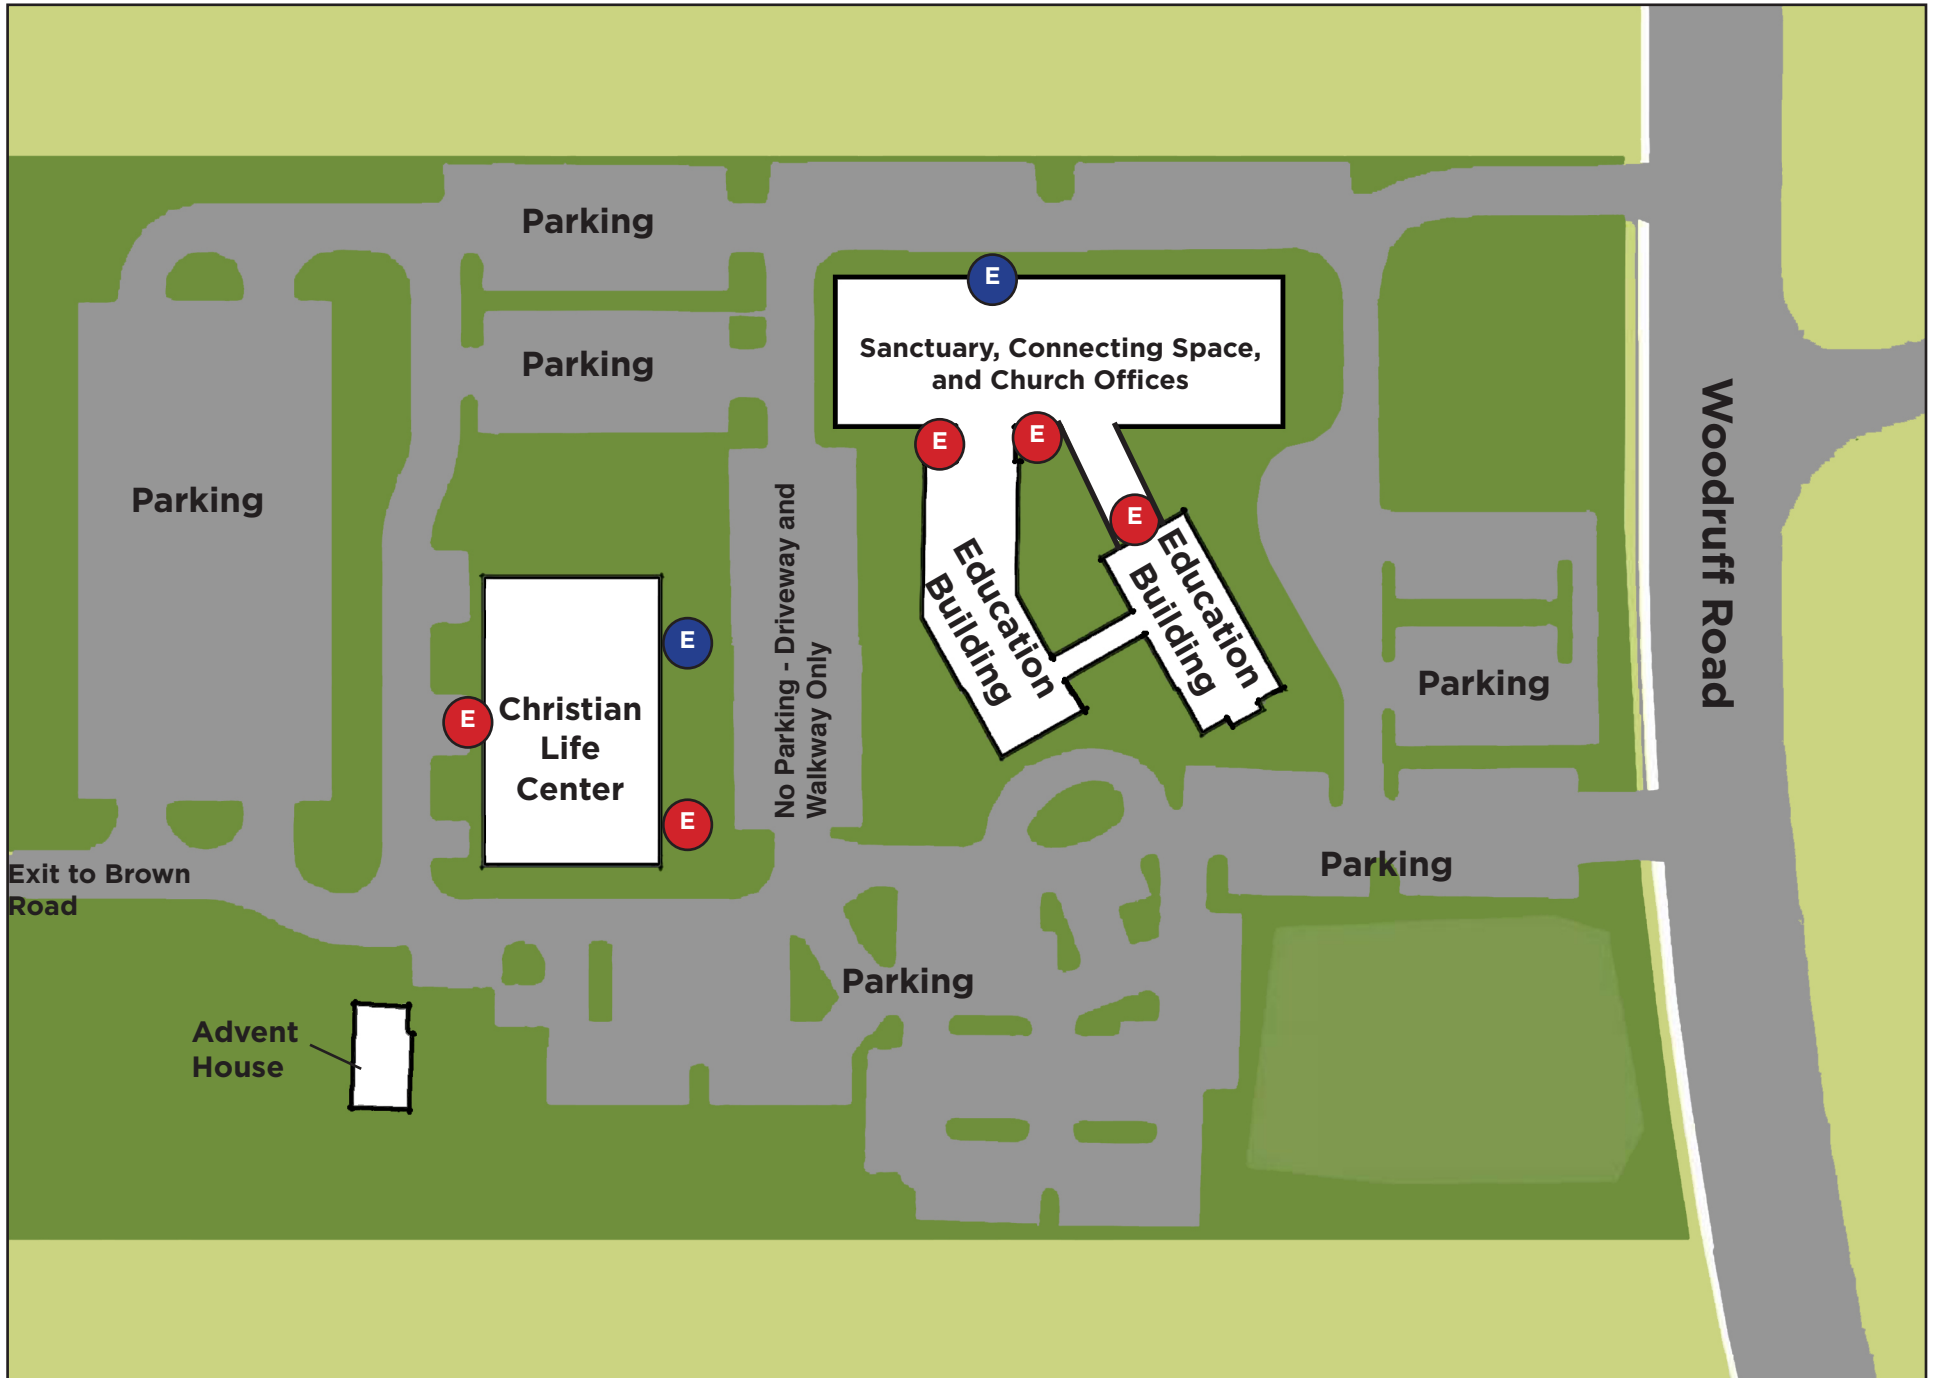 Parking
E
Sanctuary, Connecting Space,
and Church Offices
Parking
E
E
Woodruff Road
Parking
E
No Parking - Driveway and
Walkway Only
Education
Building
Education
Building
E
Parking
E
Christian
Life
Center
E
Parking
Exit to Brown
Road
Parking
Advent
House